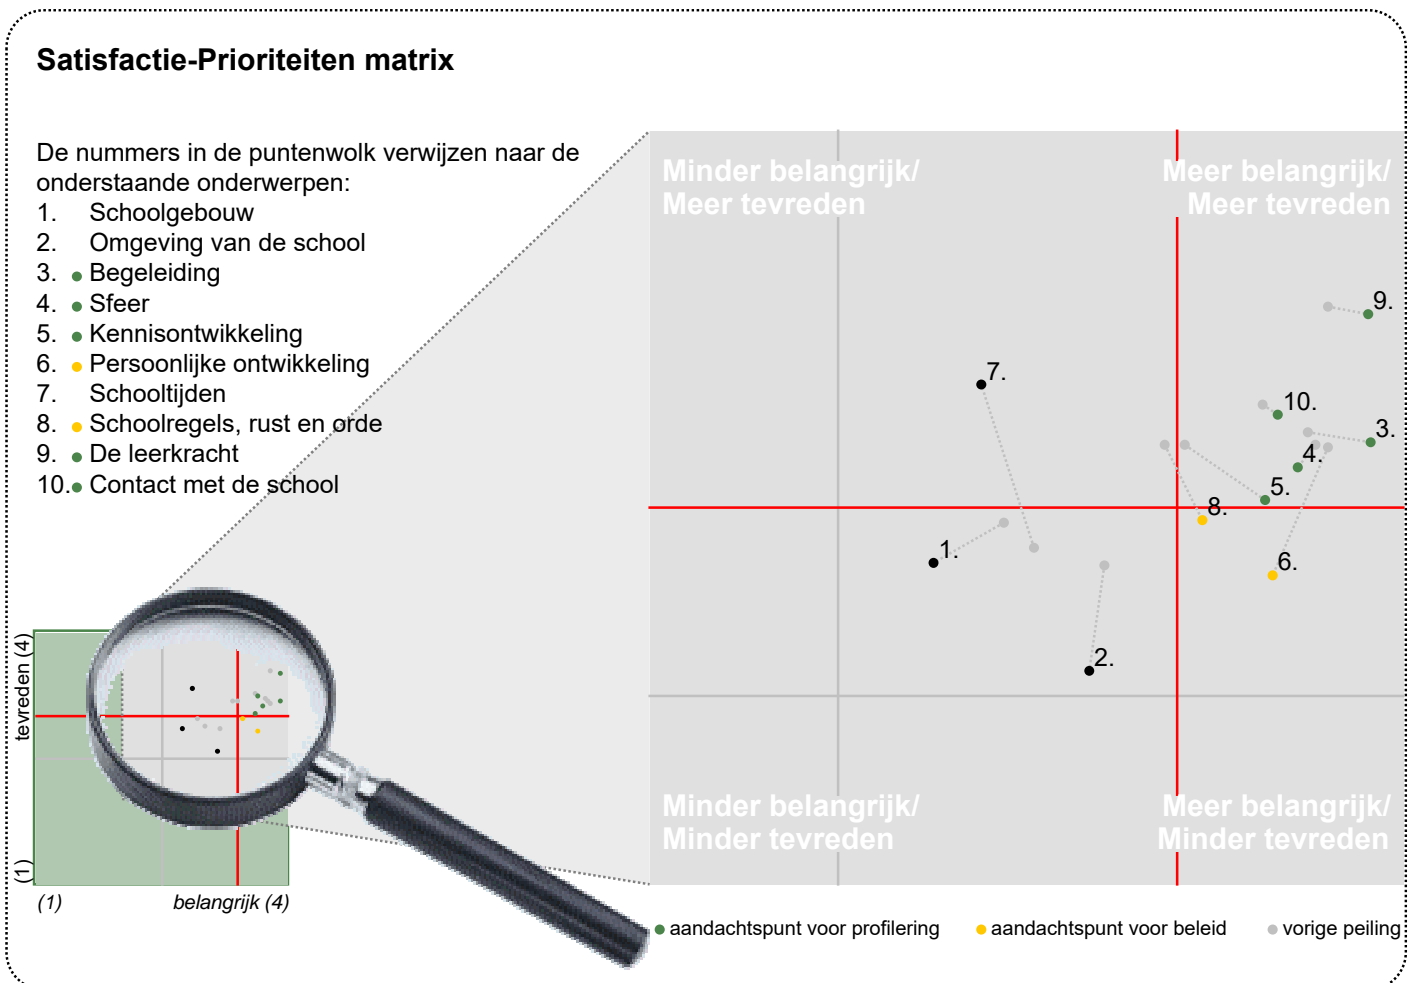 Satisfactie-Prioriteiten matrix
De nummers in de puntenwolk verwijzen naar de
onderstaande onderwerpen:
1. Schoolgebouw
2. Omgeving van de school
3. Begeleiding
4. Sfeer
5. Kennisontwikkeling
6. Persoonlijke ontwikkeling
7. Schooltijden
8. Schoolregels, rust en orde
9. De leerkracht
10. Contact met de school
Minder belangrijk/
Meer tevreden
Meer belangrijk/
Meer tevreden
9.
7.
10.
3.
4.
5.
8.
1.
6.
2.
Minder belangrijk/
Minder tevreden
Meer belangrijk/
Minder tevreden
tevreden (4)
(1)
(1)
belangrijk (4)
aandachtspunt voor profilering
aandachtspunt voor beleid
vorige peiling